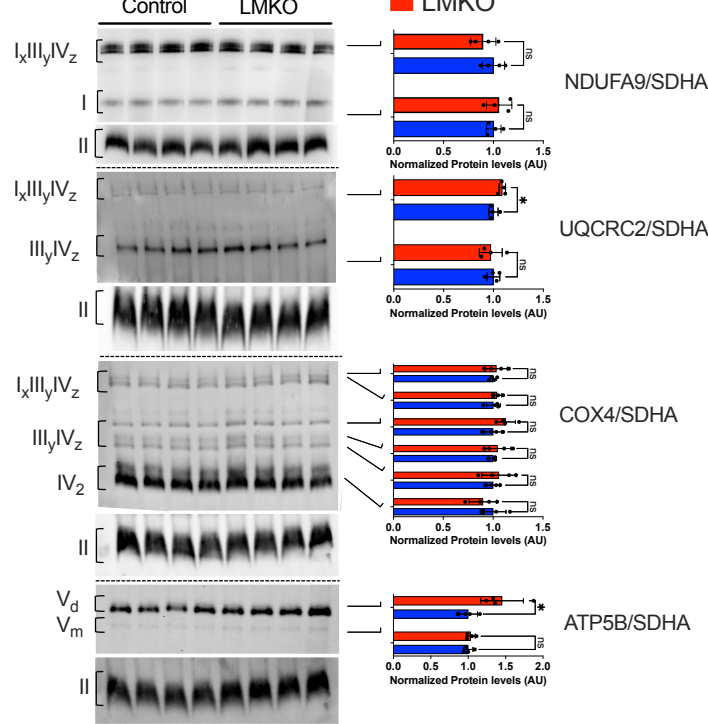 Control LMKO
LMKO
IxIIIyIVz
I
II
ns
ns
NDUFA9/SDHA
0.0 0.5 1.0 1.5
Normalized Protein levels (AU)
IxIIIyIVz
IIIyIVz
II
*
ns
UQCRC2/SDHA
0.0 0.5 1.0 1.5
Normalized Protein levels (AU)
IxIIIyIVz
IIIyIVz
IV2
II
ns
ns
ns
ns
ns
ns
COX4/SDHA
0.0 0.5 1.0 1.5
Normalized Protein levels (AU)
Vd
Vm
II
*
ns
ATP5B/SDHA
0.0 0.5 1.0 1.5 2.0
Normalized Protein levels (AU)